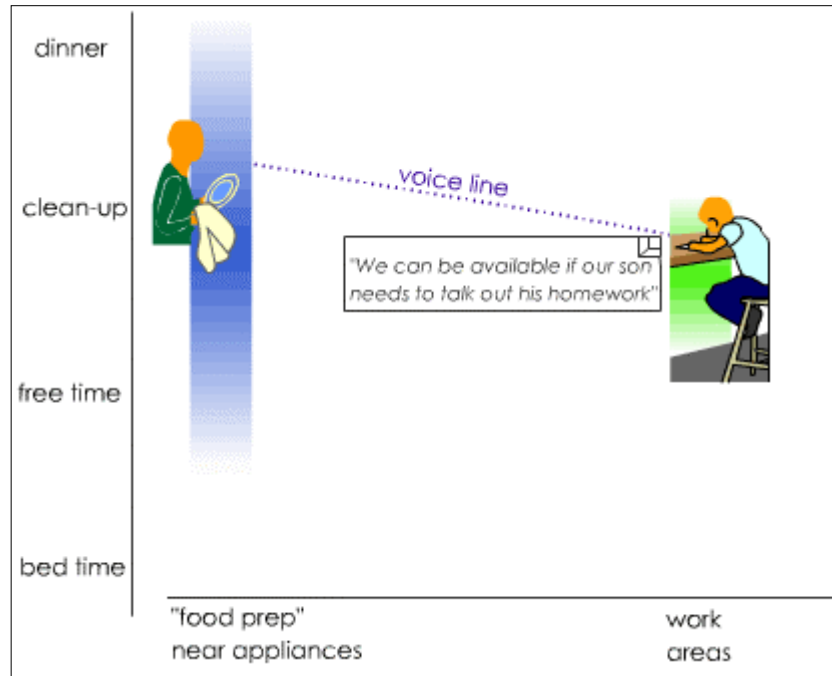 dinner
voice line
clean-up
"We can be available if our son
needs to talk out his homework"
free time
bed time
"food prep"
near appliances
work
areas